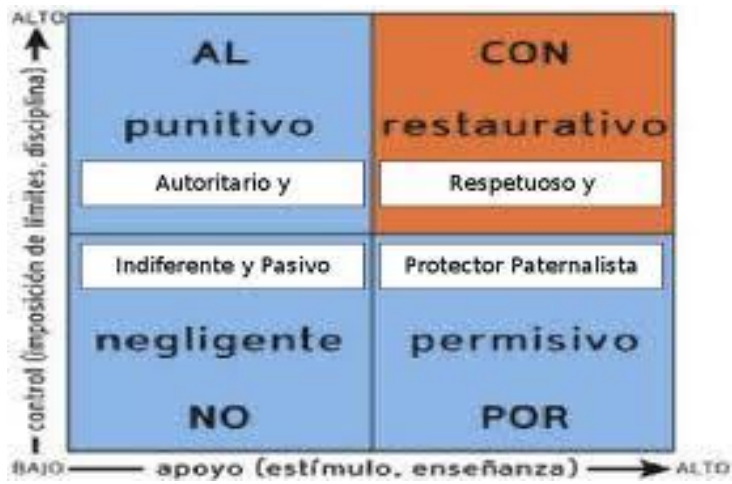 ALTO
control (imposición de límites, disciplina)
AL
punitivo
Autoritario y
CON
restaurativo
Respetuoso y
Indiferente y Pasivo
negligente
NO
Protector Paternalista
permisivo
POR
BAJO
apoyo (estímulo, enseñanza)
ALTO